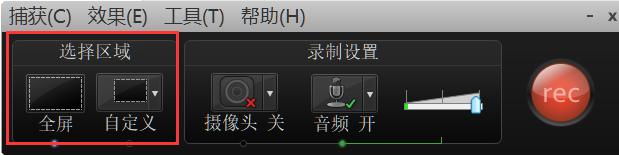 捕获(C) 效果(E) 工具(T) 帮助(H)
选择区域
录制设置
全屏
自定义
摄像头 关
音频 开
rec